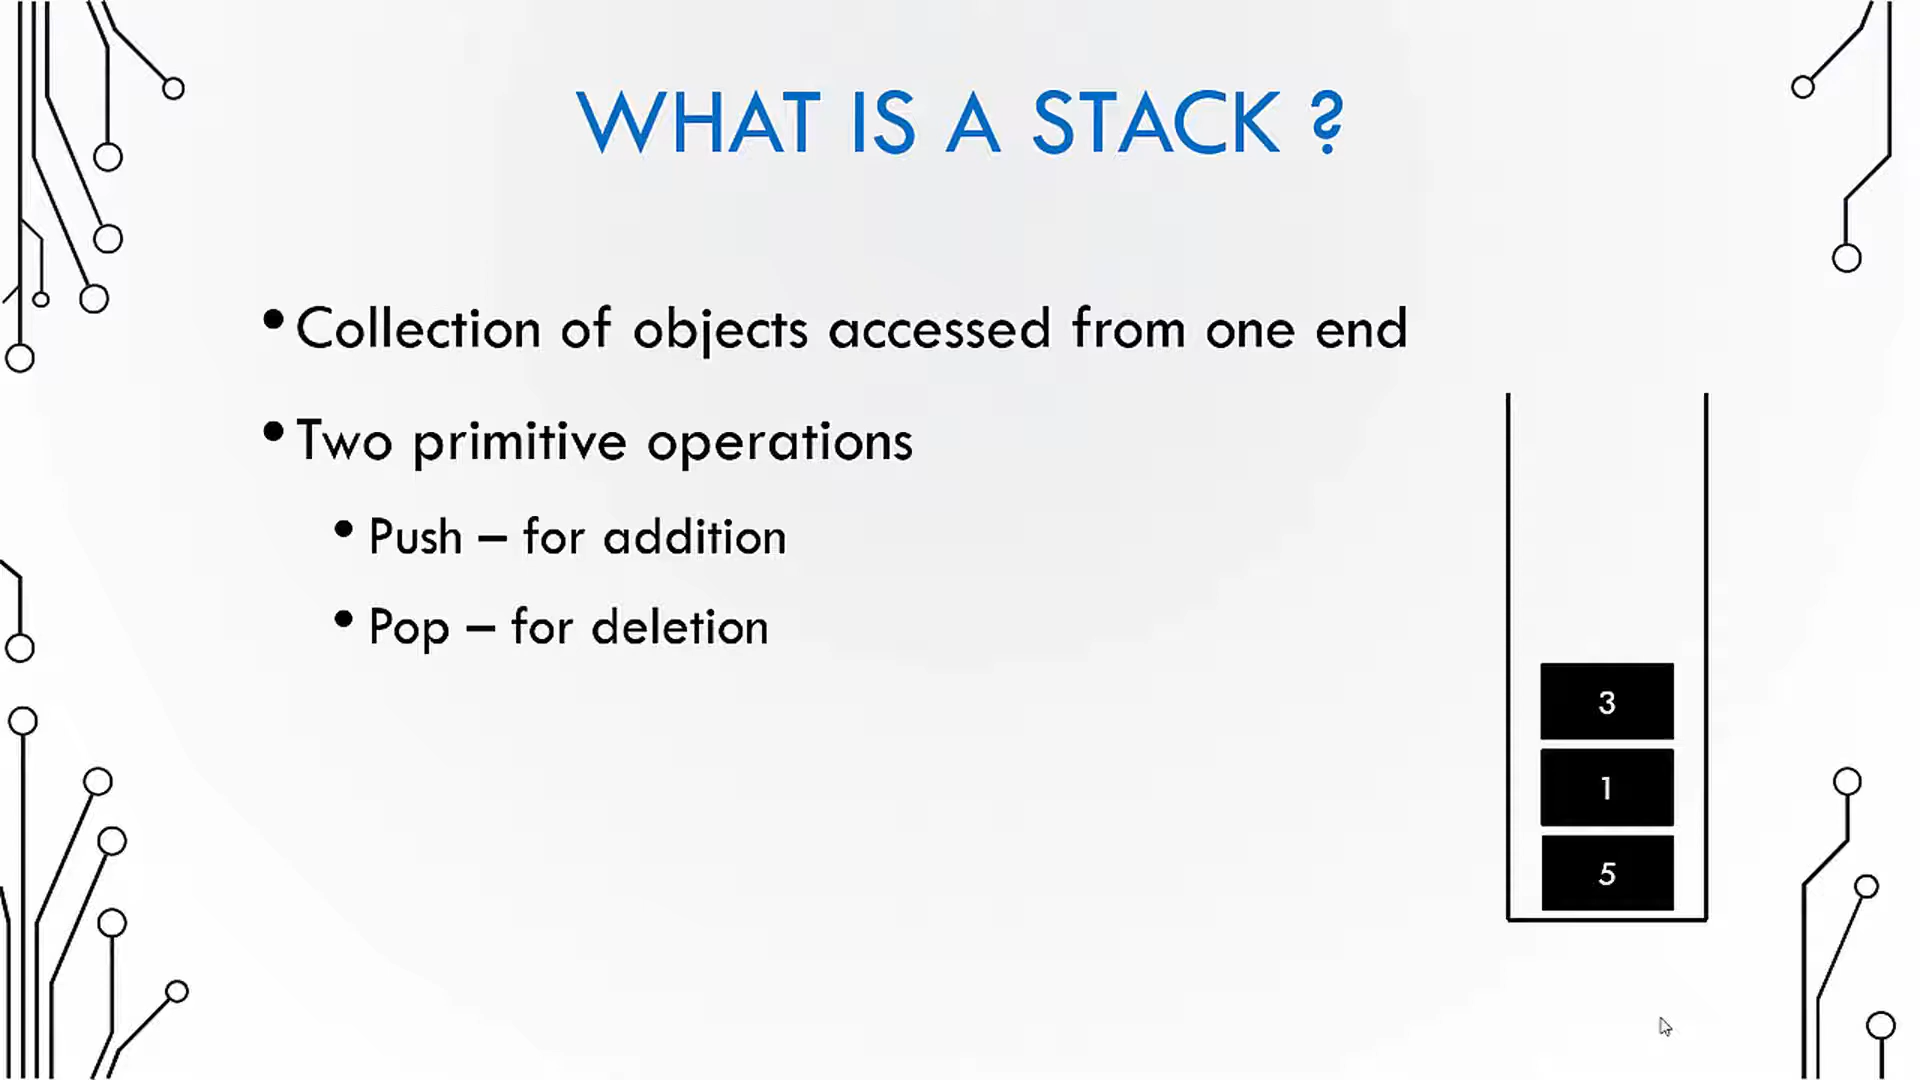 WHAT IS A STACK ?
• Collection of objects accessed from one end
• Two primitive operations
• Push – for addition
• Pop – for deletion
3
1
5